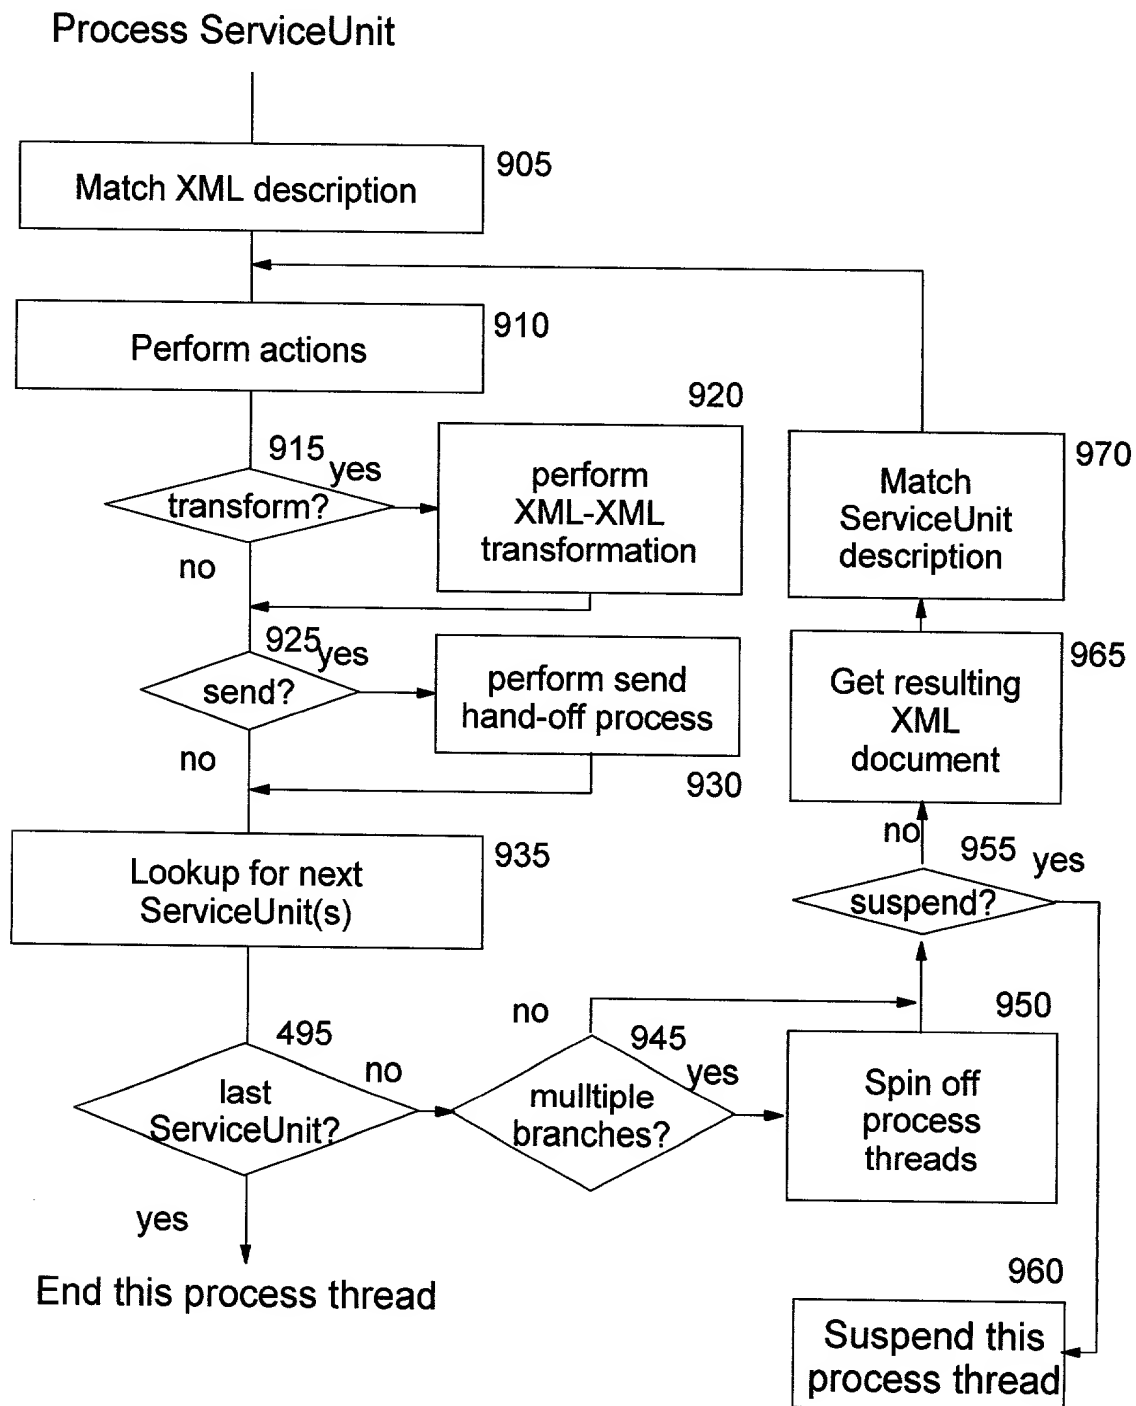 Process ServiceUnit
905
Match XML description
910
Perform actions
920
915
yes
transform?
perform
XML-XML
transformation
no
970
Match
ServiceUnit
description
925
yes
send?
perform send
hand-off process
no
930
965
Get resulting
XML
document
no
955
yes
suspend?
935
Lookup for next
ServiceUnit(s)
495
no
last
ServiceUnit?
no
945
yes
mulltiple
branches?
950
Spin off
process
threads
yes
End this process thread
960
Suspend this
process thread